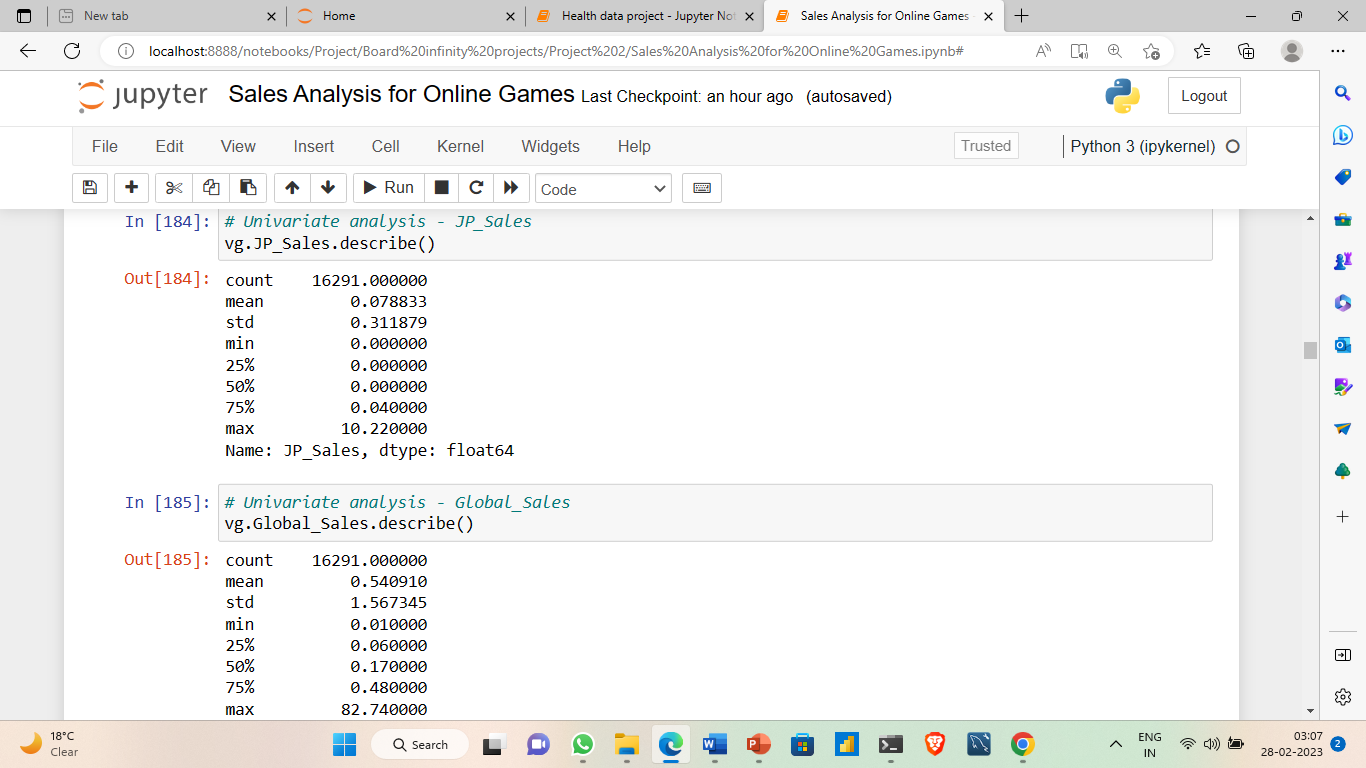 New tab
Home
Health data project - Jupyter Not
Sales Analysis for Online Games -
localhost:8888/notebooks/Project/Board%20infinity%20projects/Project%202/Sales%20Analysis%20for%20Online%20Games.ipynb#
jupyter Sales Analysis for Online Games Last Checkpoint: an hour ago (autosaved)
Logout
File Edit View Insert Cell Kernel Widgets Help
Trusted
Python 3 (ipykernel)
Run
Code
In [184]: # Univariate analysis - JP_Sales
vg.JP_Sales.describe()
Out[184]: count 16291.000000
mean 0.078833
std 0.311879
min 0.000000
25% 0.000000
50% 0.000000
75% 0.040000
max 10.220000
Name: JP_Sales, dtype: float64
In [185]: # Univariate analysis - Global_Sales
vg.Global_Sales.describe()
Out[185]: count 16291.000000
mean 0.540910
std 1.567345
min 0.010000
25% 0.060000
50% 0.170000
75% 0.480000
max 82.740000
18°C
Clear
Search
ENG
IN
03:07
28-02-2023
2